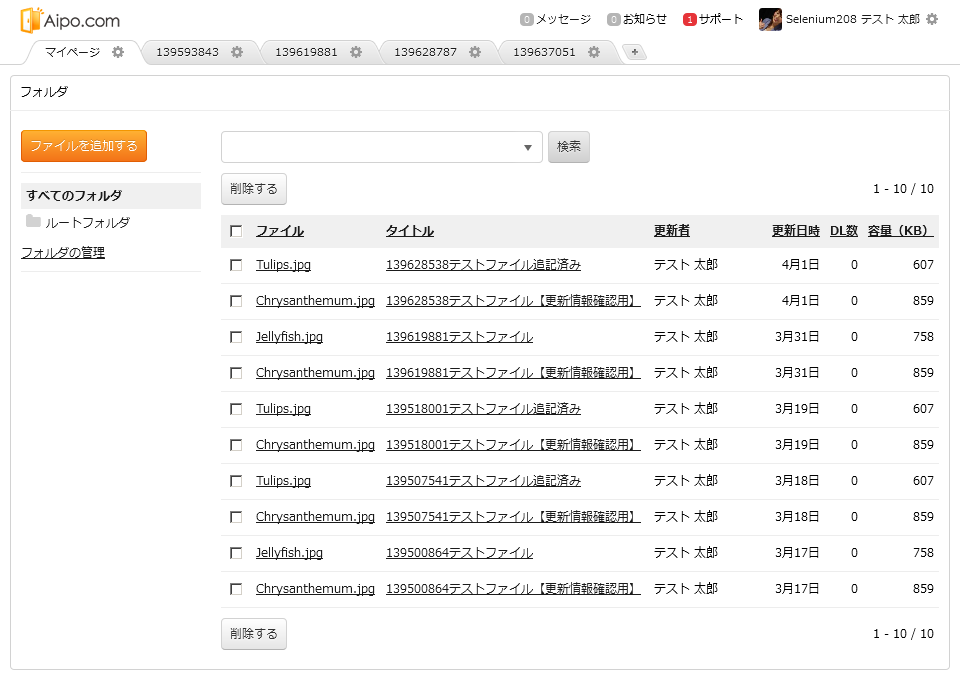 Aipo.com 0 メッセージ 0 お知らせ 1 サポート Selenium208 テスト 太郎
マイページ 139593843 139619881 139628787 139637051 +
フォルダ
ファイルを追加する
検索
削除する 1 - 10 / 10
すべてのフォルダ
ルートフォルダ
フォルダの管理
ファイル タイトル 更新者 更新日時 DL数 容量（KB）
Tulips.jpg 139628538テストファイル追記済み テスト 太郎 4月1日 0 607
Chrysanthemum.jpg 139628538テストファイル【更新情報確認用】 テスト 太郎 4月1日 0 859
Jellyfish.jpg 139619881テストファイル テスト 太郎 3月31日 0 758
Chrysanthemum.jpg 139619881テストファイル【更新情報確認用】 テスト 太郎 3月31日 0 859
Tulips.jpg 139518001テストファイル追記済み テスト 太郎 3月19日 0 607
Chrysanthemum.jpg 139518001テストファイル【更新情報確認用】 テスト 太郎 3月19日 0 859
Tulips.jpg 139507541テストファイル追記済み テスト 太郎 3月18日 0 607
Chrysanthemum.jpg 139507541テストファイル【更新情報確認用】 テスト 太郎 3月18日 0 859
Jellyfish.jpg 139500864テストファイル テスト 太郎 3月17日 0 758
Chrysanthemum.jpg 139500864テストファイル【更新情報確認用】 テスト 太郎 3月17日 0 859
削除する 1 - 10 / 10